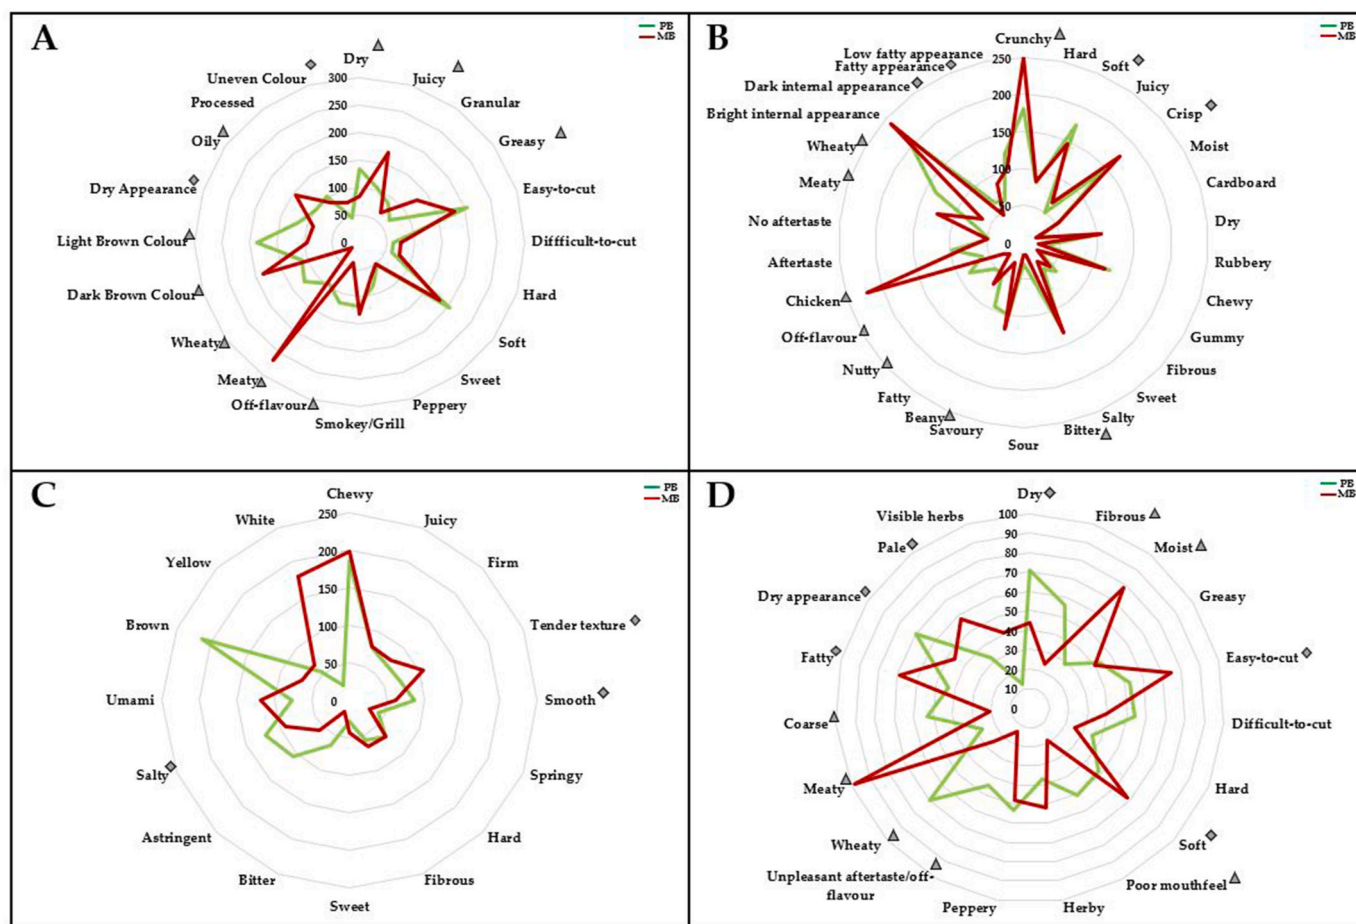 A
PB
MB
Dry
Juicy
Granular
Greasy
Easy-to-cut
Diffficult-to-cut
Hard
Soft
Sweet
Peppery
Smokey/Grill
Off-flavour
Meaty
Wheaty
Dark Brown Colour
Light Brown Colour
Dry Appearance
Oily
Processed
Uneven Colour
300
250
200
150
100
50
0
B
PB
MB
Crunchy
Hard
Soft
Juicy
Crisp
Moist
Cardboard
Dry
Rubbery
Chewy
Gummy
Fibrous
Sweet
Salty
Bitter
Sour
Savoury
Beany
Fatty
Nutty
Off-flavour
Chicken
Aftertaste
No aftertaste
Meaty
Wheaty
Bright internal appearance
Dark internal appearance
Fatty appearance
Low fatty appearance
250
200
150
100
50
0
C
PB
MB
Chewy
Juicy
Firm
Tender texture
Smooth
Springy
Hard
Fibrous
Sweet
Bitter
Astringent
Salty
Umami
Brown
Yellow
White
250
200
150
100
50
0
D
PB
MB
Dry
Fibrous
Moist
Greasy
Easy-to-cut
Difficult-to-cut
Hard
Soft
Poor mouthfeel
Herby
Peppery
Unpleasant aftertaste/off-
flavour
Wheaty
Meaty
Coarse
Fatty
Dry appearance
Pale
Visible herbs
100
90
80
70
60
50
40
30
20
10
0